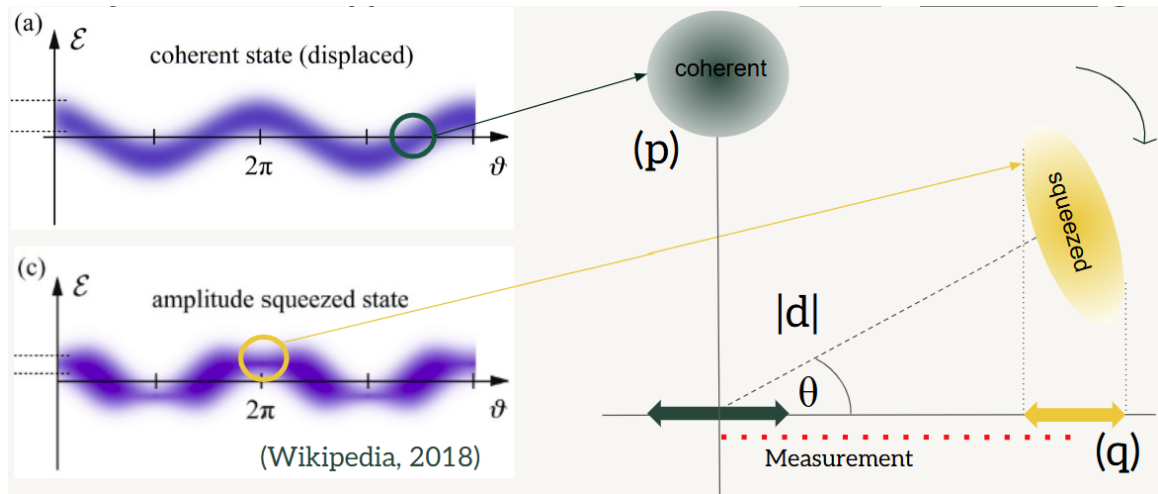 (a)
ℰ
coherent state (displaced)
2π
ϑ
(c)
ℰ
amplitude squeezed state
2π
ϑ
(Wikipedia, 2018)
coherent
(p)
squeezed
|d|
θ
Measurement
(q)